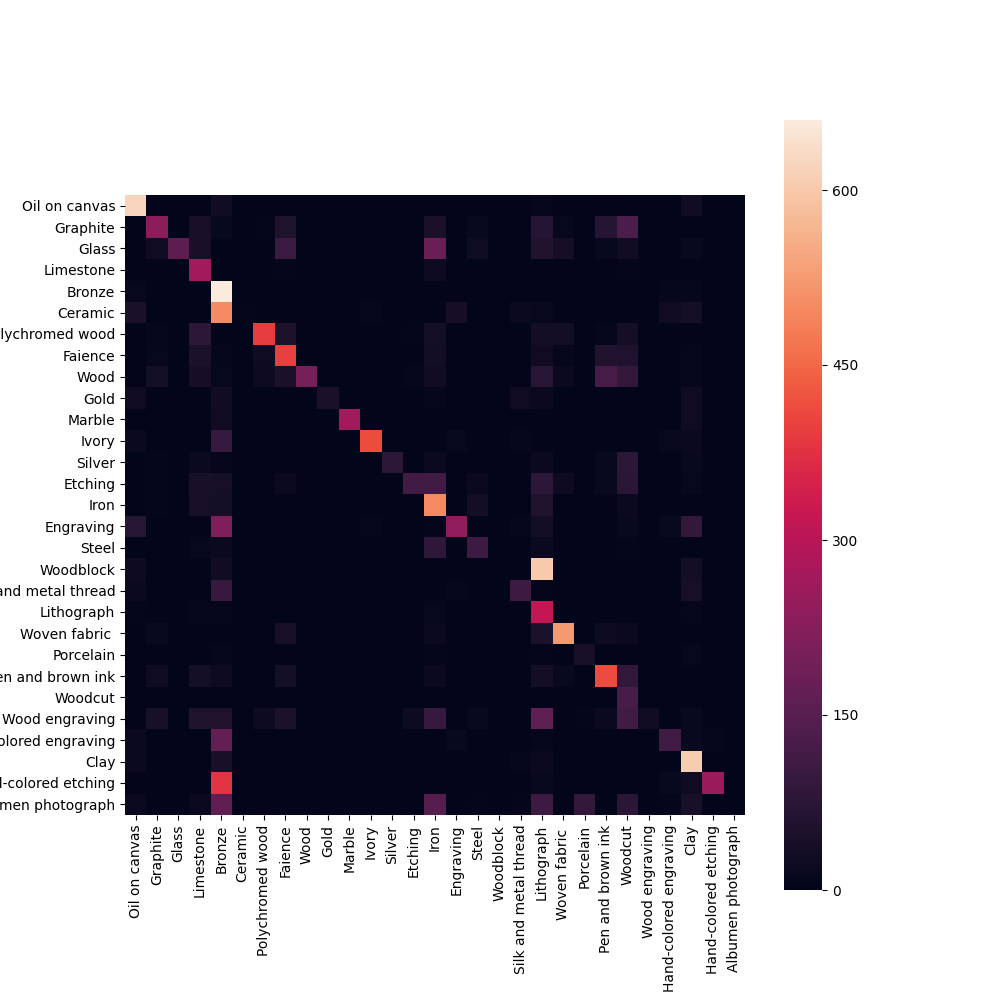 Oil on canvas
Graphite
Glass
Limestone
Bronze
Ceramic
lychromed wood
Faience
Wood
Gold
Marble
Ivory
Silver
Etching
Iron
Engraving
Steel
Woodblock
and metal thread
Lithograph
Woven fabric
Porcelain
en and brown ink
Woodcut
Wood engraving
olored engraving
Clay
d-colored etching
men photograph
Oil on canvas
Graphite
Glass
Limestone
Bronze
Ceramic
Polychromed wood
Faience
Wood
Gold
Marble
Ivory
Silver
Etching
Iron
Engraving
Steel
Woodblock
Silk and metal thread
Lithograph
Woven fabric
Porcelain
Pen and brown ink
Woodcut
Wood engraving
Hand-colored engraving
Clay
Hand-colored etching
Albumen photograph
600
450
300
150
0